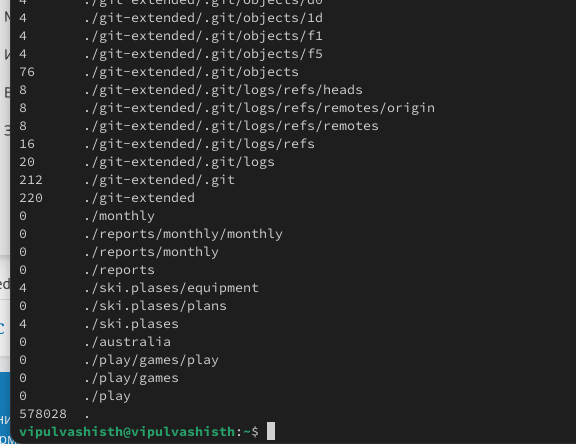 4 ./git-extended/.git/objects/d0
4 ./git-extended/.git/objects/1d
4 ./git-extended/.git/objects/f1
4 ./git-extended/.git/objects/f5
76 ./git-extended/.git/objects
8 ./git-extended/.git/logs/refs/heads
8 ./git-extended/.git/logs/refs/remotes/origin
8 ./git-extended/.git/logs/refs/remotes
16 ./git-extended/.git/logs/refs
20 ./git-extended/.git/logs
212 ./git-extended/.git
220 ./git-extended
0 ./monthly
0 ./reports/monthly/monthly
0 ./reports/monthly
0 ./reports
4 ./ski.plases/equipment
0 ./ski.plases/plans
4 ./ski.plases
0 ./australia
0 ./play/games/play
0 ./play/games
0 ./play
578028 .
vipulvashisth@vipulvashisth:~$